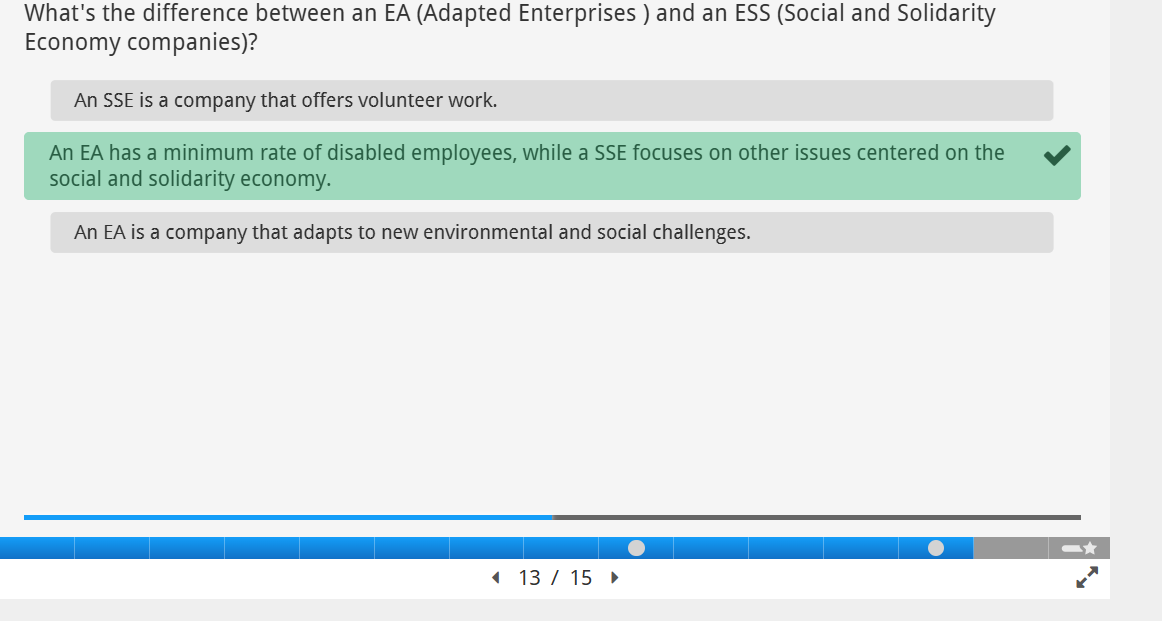 What's the difference between an EA (Adapted Enterprises ) and an ESS (Social and Solidarity
Economy companies)?
An SSE is a company that offers volunteer work.
An EA has a minimum rate of disabled employees, while a SSE focuses on other issues centered on the
social and solidarity economy.
An EA is a company that adapts to new environmental and social challenges.
13 / 15